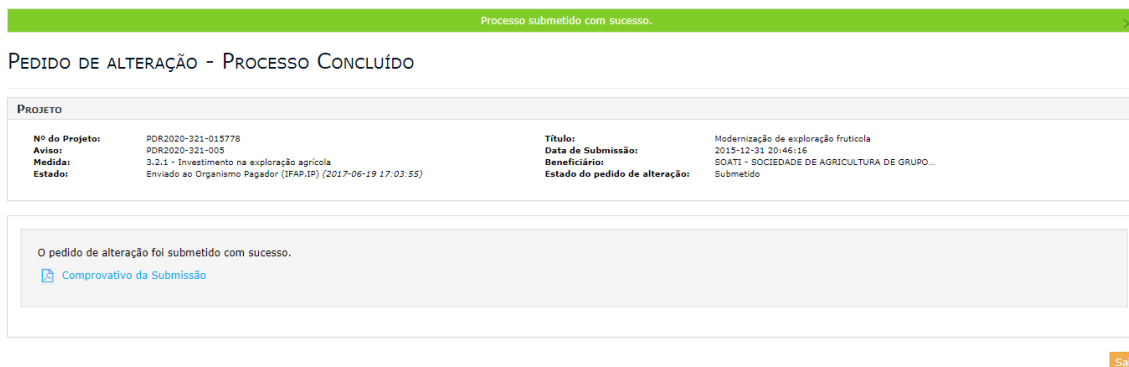 Processo submetido com sucesso.
Pedido de alteração - Processo Concluído
Projeto
Nº do Projeto: PDR2020-321-015778 Título: Modernização de exploração fruticola
Aviso: PDR2020-321-005 Data de Submissão: 2015-12-31 20:46:16
Medida: 3.2.1 - Investimento na exploração agrícola Beneficiário: SOATI - SOCIEDADE DE AGRICULTURA DE GRUPO...
Estado: Enviado ao Organismo Pagador (IFAP,IP) (2017-06-19 17:03:55) Estado do pedido de alteração: Submetido
O pedido de alteração foi submetido com sucesso.
Comprovativo da Submissão